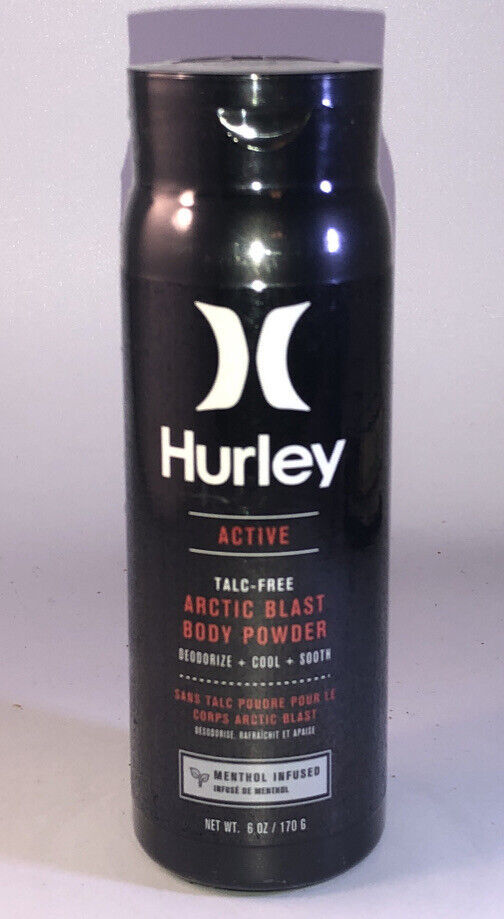 Hurley
ACTIVE
TALC-FREE
ARCTIC BLAST
BODY POWDER
DEODORIZE + COOL + SOOTH
SANS TALC POUDRE POUR LE
CORPS ARCTIC BLAST
DÉSODORISE, RAFRAÎCHIT ET APAISE
MENTHOL INFUSED
INFUSÉ DE MENTHOL
NET WT. 6 OZ / 170 G